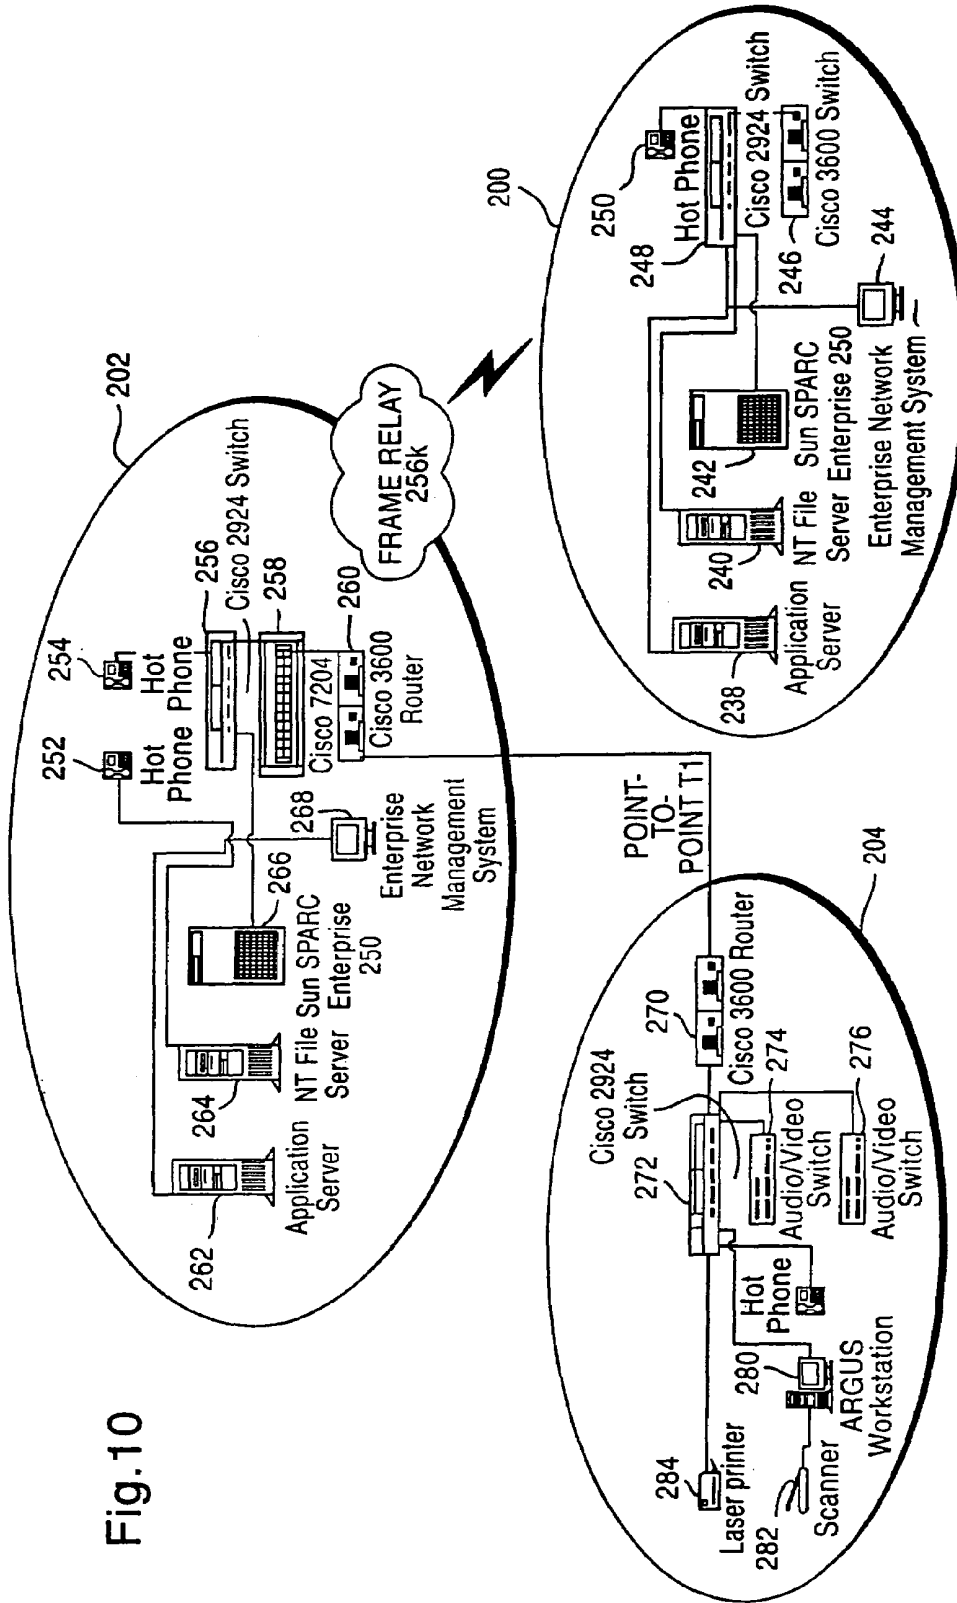 Fig.10
202
252
Hot
Phone
254
Hot
Phone
256
Cisco 2924 Switch
258
Cisco 7204
260
Cisco 3600
Router
262
Application
Server
264
NT File
Server
266
Sun SPARC
Enterprise
250
268
Enterprise
Network
Management
System
FRAME RELAY
256k
POINT-
TO-
POINT T1
200
250
Hot Phone
248
Cisco 2924 Switch
246
Cisco 3600 Switch
238
Application
Server
240
NT File
Server
242
Sun SPARC
Enterprise 250
244
Enterprise Network
Management System
204
270
Cisco 3600 Router
272
Cisco 2924
Switch
274
Audio/Video
Switch
276
Audio/Video
Switch
Hot
Phone
280
ARGUS
Workstation
282
Scanner
284
Laser printer